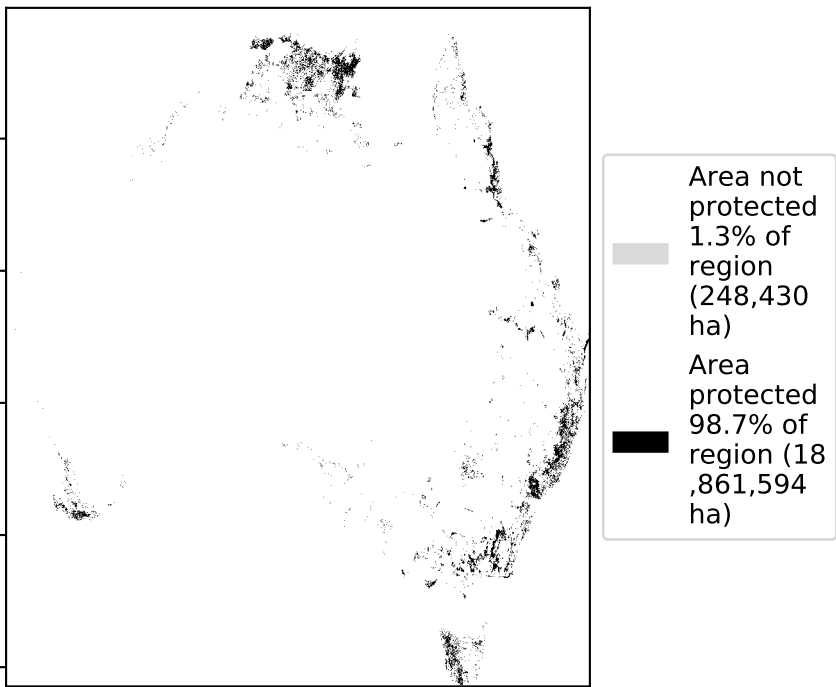 Area not
protected
1.3% of
region
(248,430
ha)
Area
protected
98.7% of
region (18
,861,594
ha)